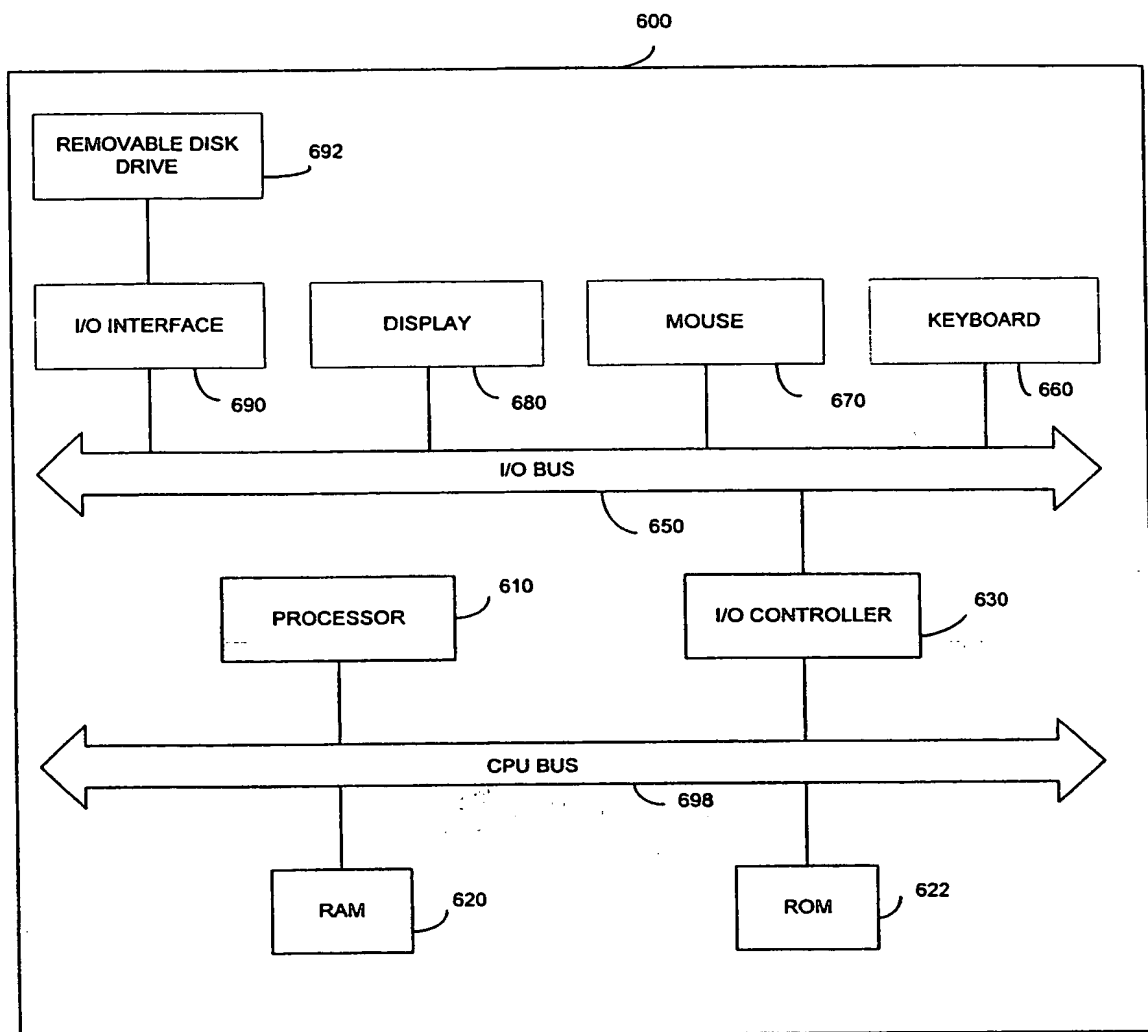 600
REMOVABLE DISK
DRIVE
692
I/O INTERFACE
690
DISPLAY
680
MOUSE
670
KEYBOARD
660
I/O BUS
650
PROCESSOR
610
I/O CONTROLLER
630
CPU BUS
698
RAM
620
ROM
622